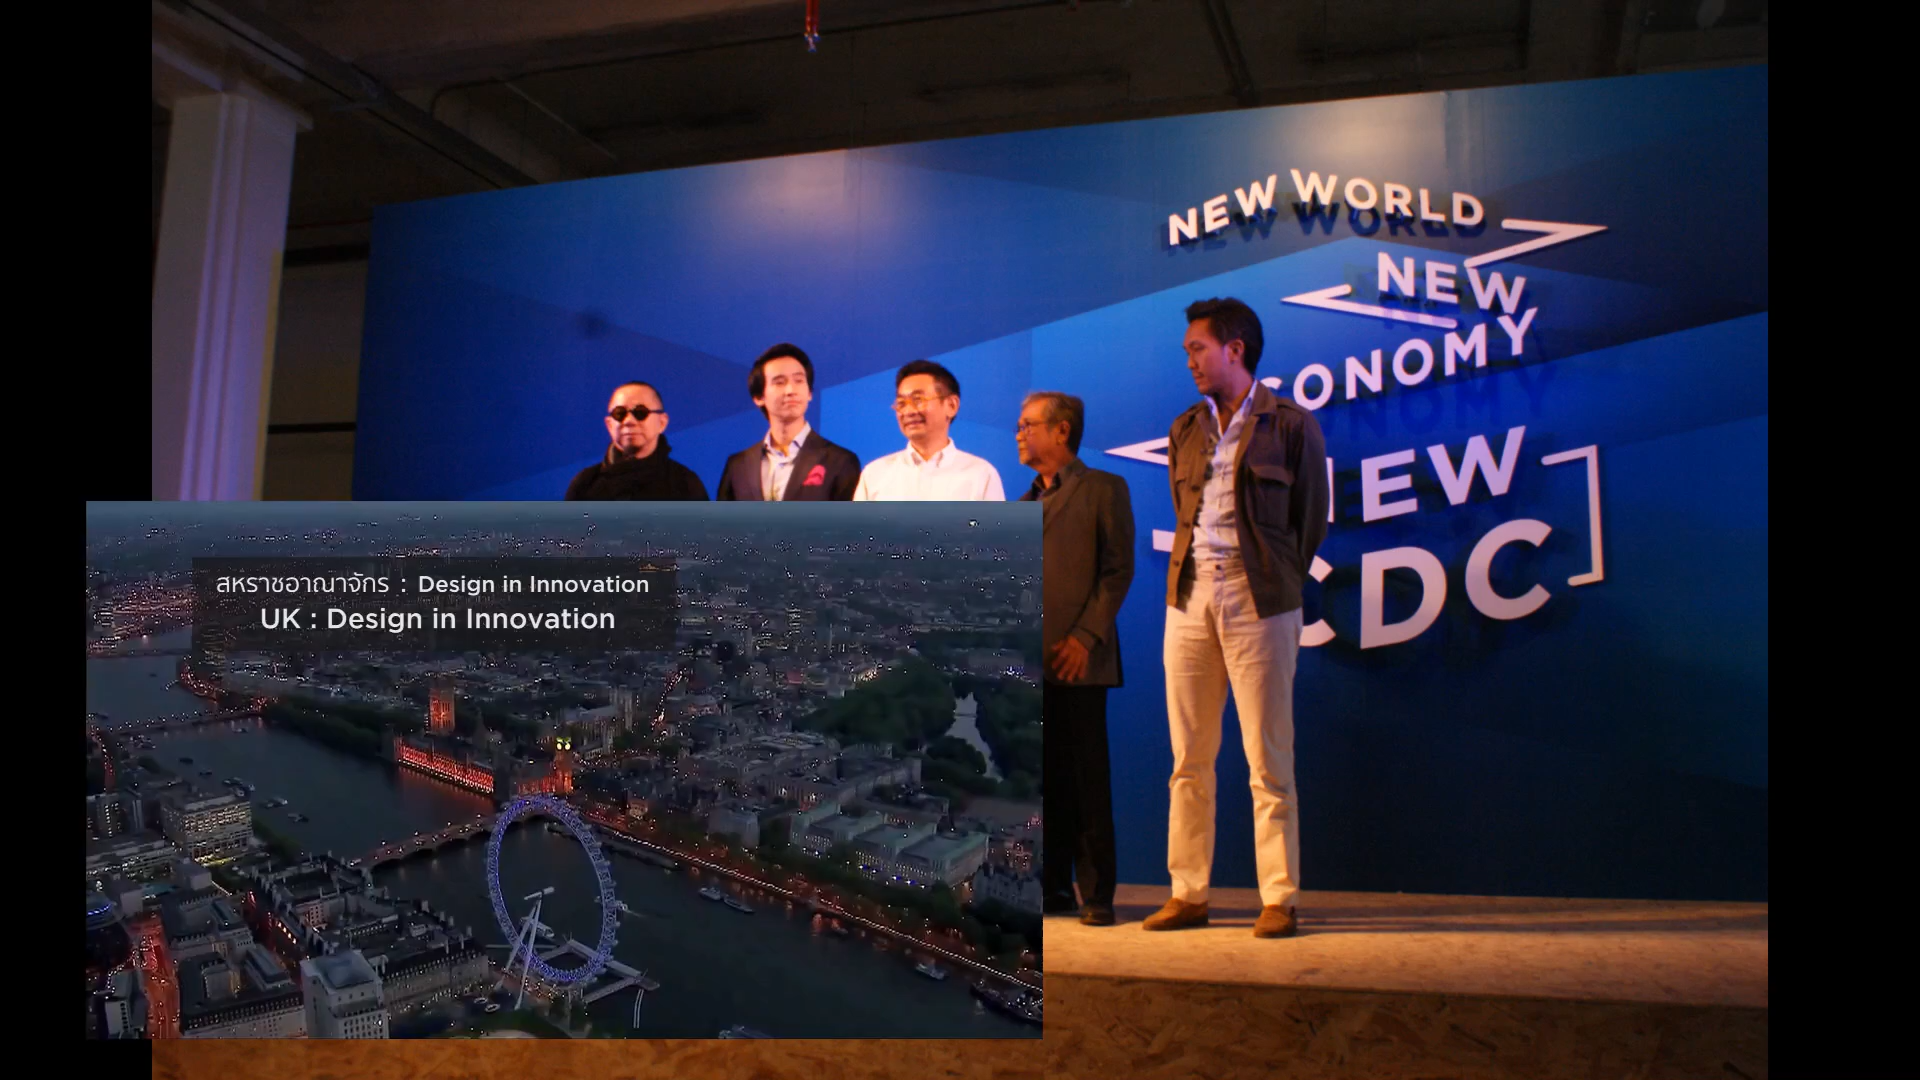 NEW WORLD
NEW
CONOMY
NEW
CDC
สหราชอาณาจักร : Design in Innovation
UK : Design in Innovation